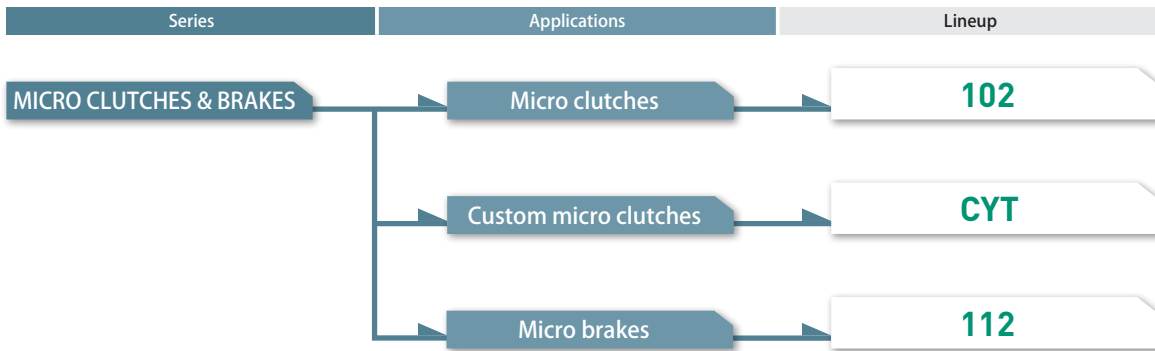 Series
Applications
Lineup
MICRO CLUTCHES & BRAKES
Micro clutches
102
Custom micro clutches
CYT
Micro brakes
112